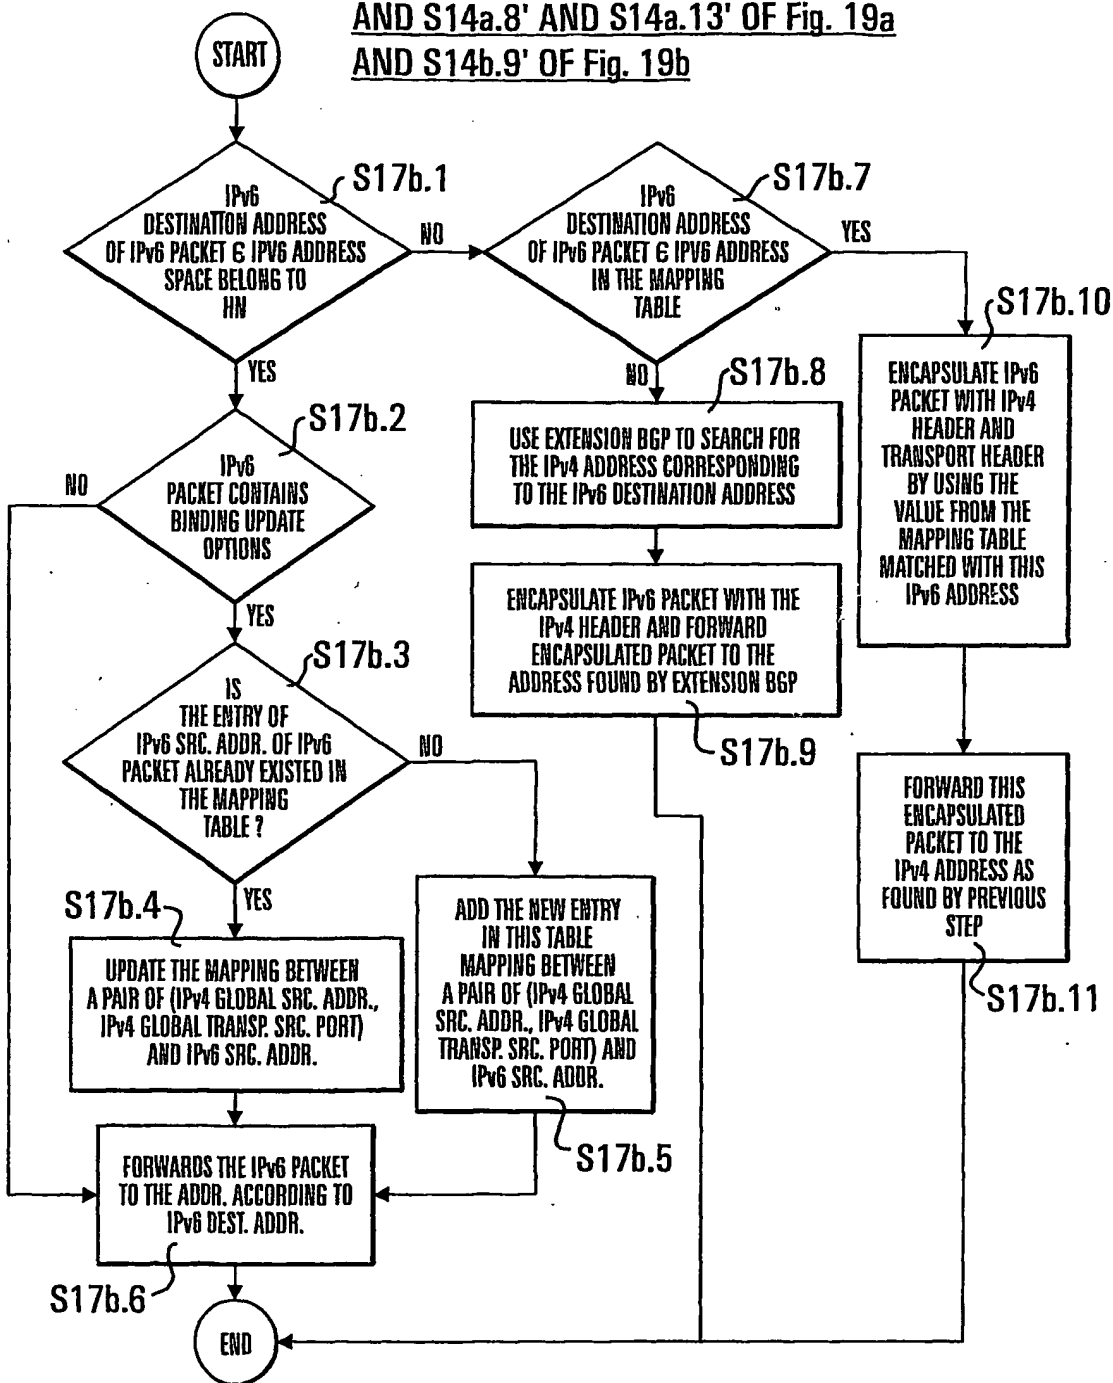 AND S14a.8' AND S14a.13' OF Fig. 19a
AND S14b.9' OF Fig. 19b
START
S17b.1
IPv6
DESTINATION ADDRESS
OF IPv6 PACKET Є IPV6 ADDRESS
SPACE BELONG TO
HN
NO
YES
S17b.7
IPv6
DESTINATION ADDRESS
OF IPv6 PACKET Є IPV6 ADDRESS
IN THE MAPPING
TABLE
YES
NO
S17b.2
IPv6
PACKET CONTAINS
BINDING UPDATE
OPTIONS
NO
YES
S17b.8
USE EXTENSION BGP TO SEARCH FOR
THE IPv4 ADDRESS CORRESPONDING
TO THE IPv6 DESTINATION ADDRESS
S17b.10
ENCAPSULATE IPv6
PACKET WITH IPv4
HEADER AND
TRANSPORT HEADER
BY USING THE
VALUE FROM THE
MAPPING TABLE
MATCHED WITH THIS
IPv6 ADDRESS
ENCAPSULATE IPv6 PACKET WITH THE
IPv4 HEADER AND FORWARD
ENCAPSULATED PACKET TO THE
ADDRESS FOUND BY EXTENSION BGP
S17b.9
S17b.3
IS
THE ENTRY OF
IPv6 SRC. ADDR. OF IPv6
PACKET ALREADY EXISTED IN
THE MAPPING
TABLE ?
NO
YES
FORWARD THIS
ENCAPSULATED
PACKET TO THE
IPv4 ADDRESS AS
FOUND BY PREVIOUS
STEP
S17b.11
S17b.4
UPDATE THE MAPPING BETWEEN
A PAIR OF (IPv4 GLOBAL SRC. ADDR.,
IPv4 GLOBAL TRANSP. SRC. PORT)
AND IPv6 SRC. ADDR.
ADD THE NEW ENTRY
IN THIS TABLE
MAPPING BETWEEN
A PAIR OF (IPv4 GLOBAL
SRC. ADDR., IPv4 GLOBAL
TRANSP. SRC. PORT) AND
IPv6 SRC. ADDR.
S17b.5
FORWARDS THE IPv6 PACKET
TO THE ADDR. ACCORDING TO
IPv6 DEST. ADDR.
S17b.6
END